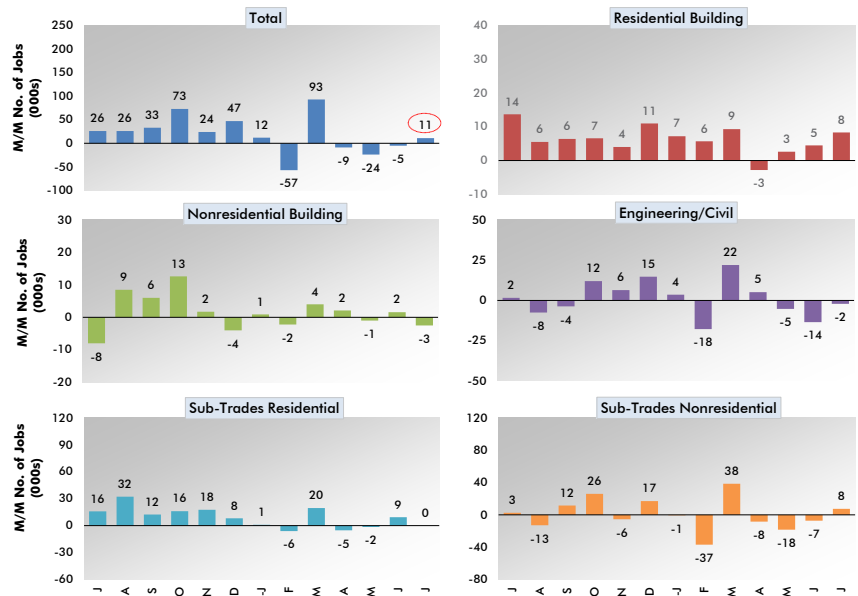 Total
M/M No. of Jobs
(000s)
250
200
150
100
50
0
-50
-100
26 26 33 73 24 47 12 -57 93 -9 -24 -5 11
Residential Building
40
30
20
10
0
-10
14 6 6 7 4 11 7 6 9 -3 3 5 8
Nonresidential Building
M/M No. of Jobs
(000s)
30
20
10
0
-10
-20
-8 9 6 13 2 -4 1 -2 4 2 -1 2 -3
Engineering/Civil
50
25
0
-25
-50
2 -8 -4 12 6 15 4 -18 22 5 -5 -14 -2
Sub-Trades Residential
M/M No. of Jobs
(000s)
120
90
60
30
0
-30
-60
16 32 12 16 18 8 1 -6 20 -5 -2 9 0
J A S O N D -J F M A M J J
Sub-Trades Nonresidential
120
80
40
0
-40
-80
3 -13 12 26 -6 17 -1 -37 38 -8 -18 -7 8
J A S O N D -J F M A M J J